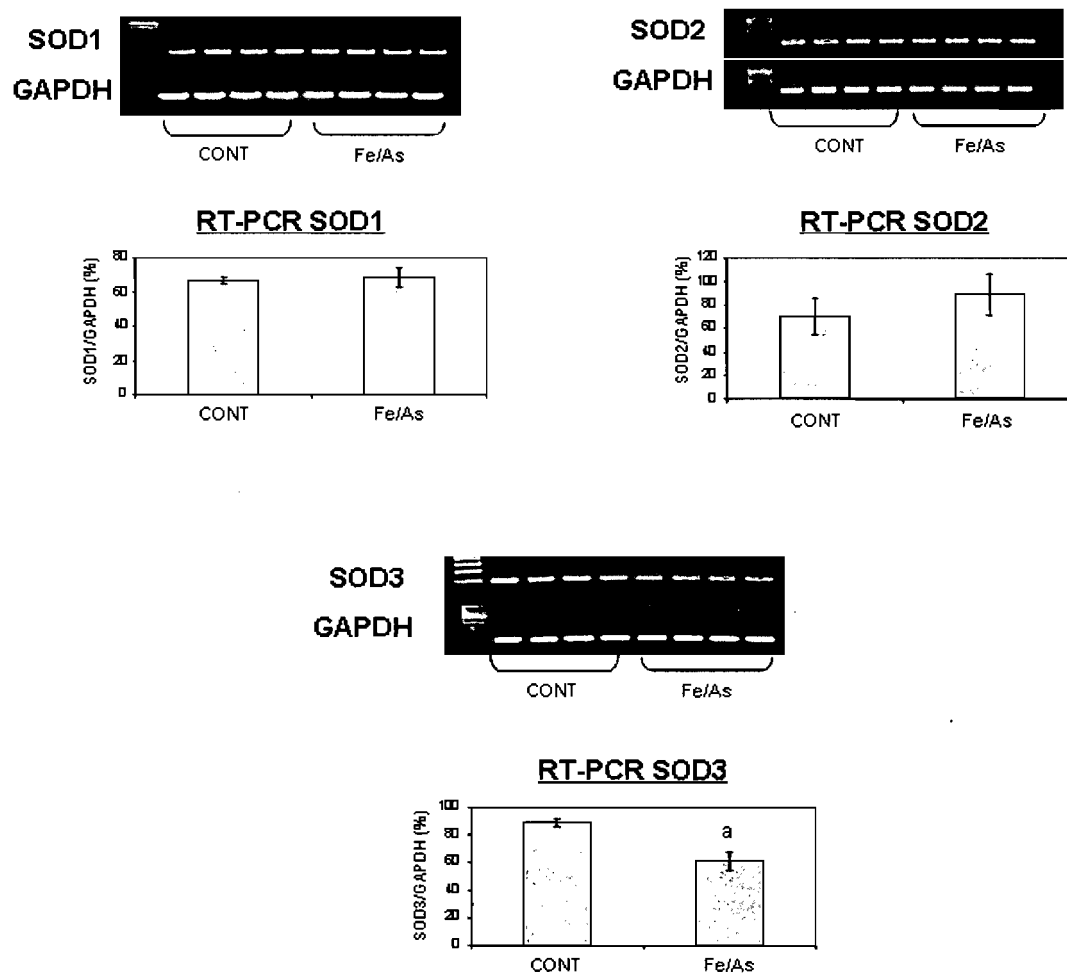 SOD1
GAPDH
CONT Fe/As
RT-PCR SOD1
SOD1/GAPDH (%)
80
60
40
20
0
CONT Fe/As
SOD2
GAPDH
CONT Fe/As
RT-PCR SOD2
SOD2/GAPDH (%)
120
100
80
60
40
20
0
CONT Fe/As
SOD3
GAPDH
CONT Fe/As
RT-PCR SOD3
SOD3/GAPDH (%)
100
80
60
40
20
0
a
CONT Fe/As